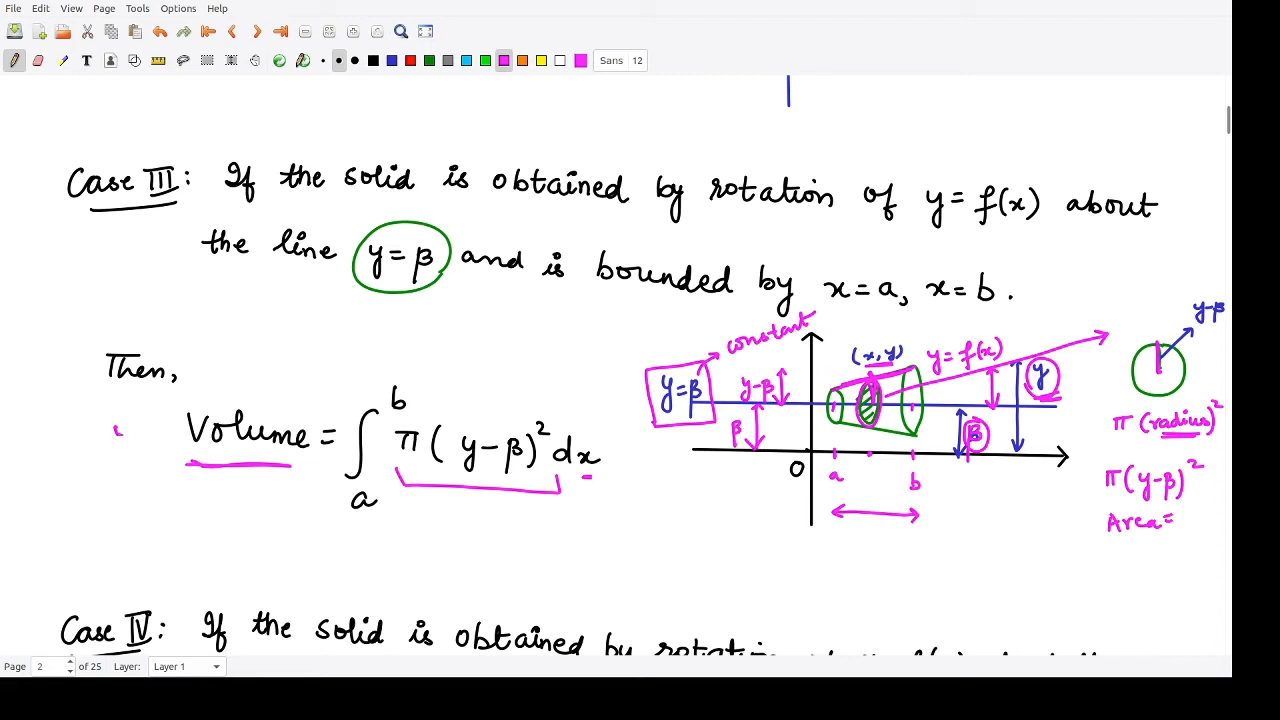 File Edit View Page Tools Options Help
T Sans 12
Case III: If the solid is obtained by rotation of y = f(x) about
the line y = β and is bounded by x = a, x = b.
Then,
Volume = ∫_a^b π( y-β)² dx
constant
y = β
y-β
β
(x, y)
y = f(x)
y
β
O
a
b
y-β
π (radius)²
π(y-β)²
Area =
Case IV: If the solid is obtained by rotation
Page 2 of 25 Layer: Layer 1